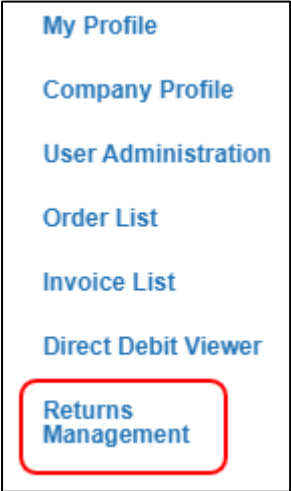 My Profile
Company Profile
User Administration
Order List
Invoice List
Direct Debit Viewer
Returns
Management